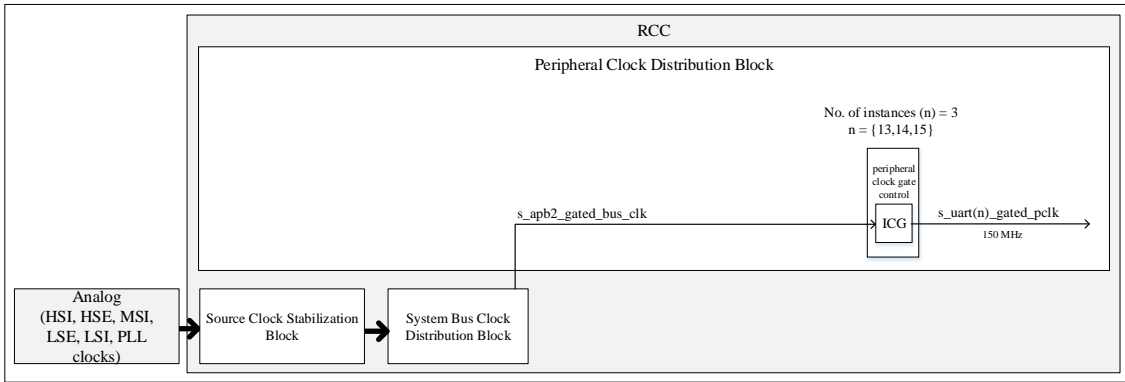 RCC
Peripheral Clock Distribution Block
No. of instances (n) = 3
n = {13,14,15}
peripheral
clock gate
control
ICG
s_apb2_gated_bus_clk
s_uart(n)_gated_pclk
150 MHz
Analog
(HSI, HSE, MSI,
LSE, LSI, PLL
clocks)
Source Clock Stabilization
Block
System Bus Clock
Distribution Block